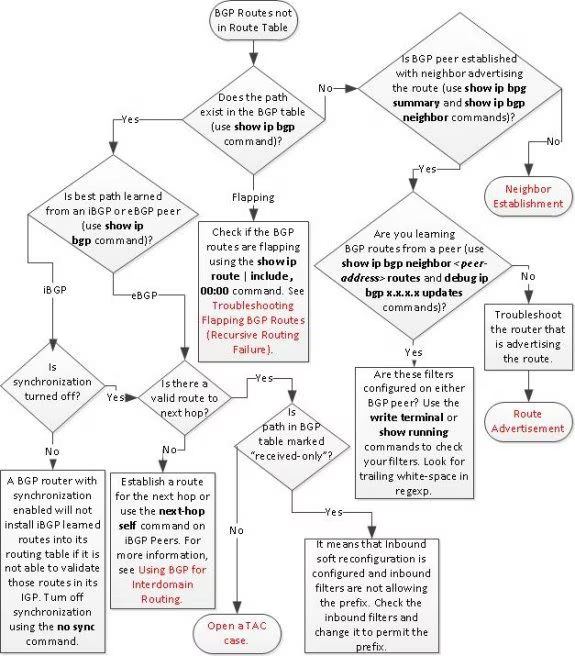 BGP Routes not
in Route Table
Is BGP peer established
with neighbor advertising
the route (use show ip bpg
summary and show ip bgp
neighbor commands)?
Does the path
exist in the BGP table
(use show ip bgp
command)?
No
Yes
No
Yes
Flapping
Neighbor
Establishment
Is best path learned
from an iBGP or eBGP peer
(use show ip
bgp command)?
Check if the BGP
routes are flapping
using the show ip
route | include,
00:00 command. See
Troubleshooting
Flapping BGP Routes
(Recursive Routing
Failure).
Are you learning
BGP routes from a peer (use
show ip bgp neighbor <peer-
address> routes and debug ip
bgp x.x.x.x updates
commands)?
iBGP
eBGP
No
Troubleshoot
the router that
is advertising
the route.
Yes
Is
synchronization
turned off?
Yes
Is there a
valid route to
next hop?
Yes
Are these filters
configured on either
BGP peer? Use the
write terminal or
show running
commands to check
your filters. Look for
trailing white-space in
regexp.
Route
Advertisement
Is
path in BGP
table marked
"received-only"?
No
No
A BGP router with
synchronization
enabled will not
install iBGP learned
routes into its
routing table if it is
not able to validate
those routes in its
IGP. Turn off
synchronization
using the no sync
command.
Establish a route
for the next hop or
use the next-hop
self command on
iBGP Peers. For
more information,
see Using BGP for
Interdomain
Routing.
No
Yes
Open a TAC
case.
It means that Inbound
soft reconfiguration is
configured and inbound
filters are not allowing
the prefix. Check the
inbound filters and
change it to permit the
prefix.